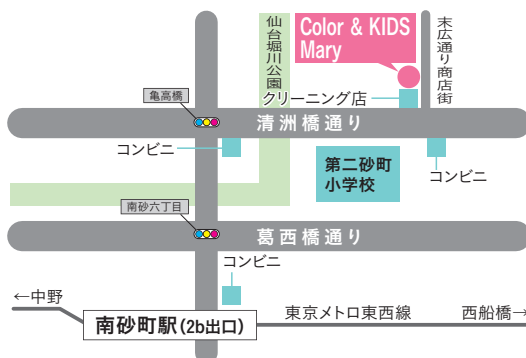 仙台堀川公園
Color & KIDS
Mary
末広通り商店街
亀高橋
クリーニング店
清洲橋通り
コンビニ
第二砂町
小学校
コンビニ
南砂六丁目
葛西橋通り
コンビニ
←中野
南砂町駅(2b出口)
東京メトロ東西線
西船橋→